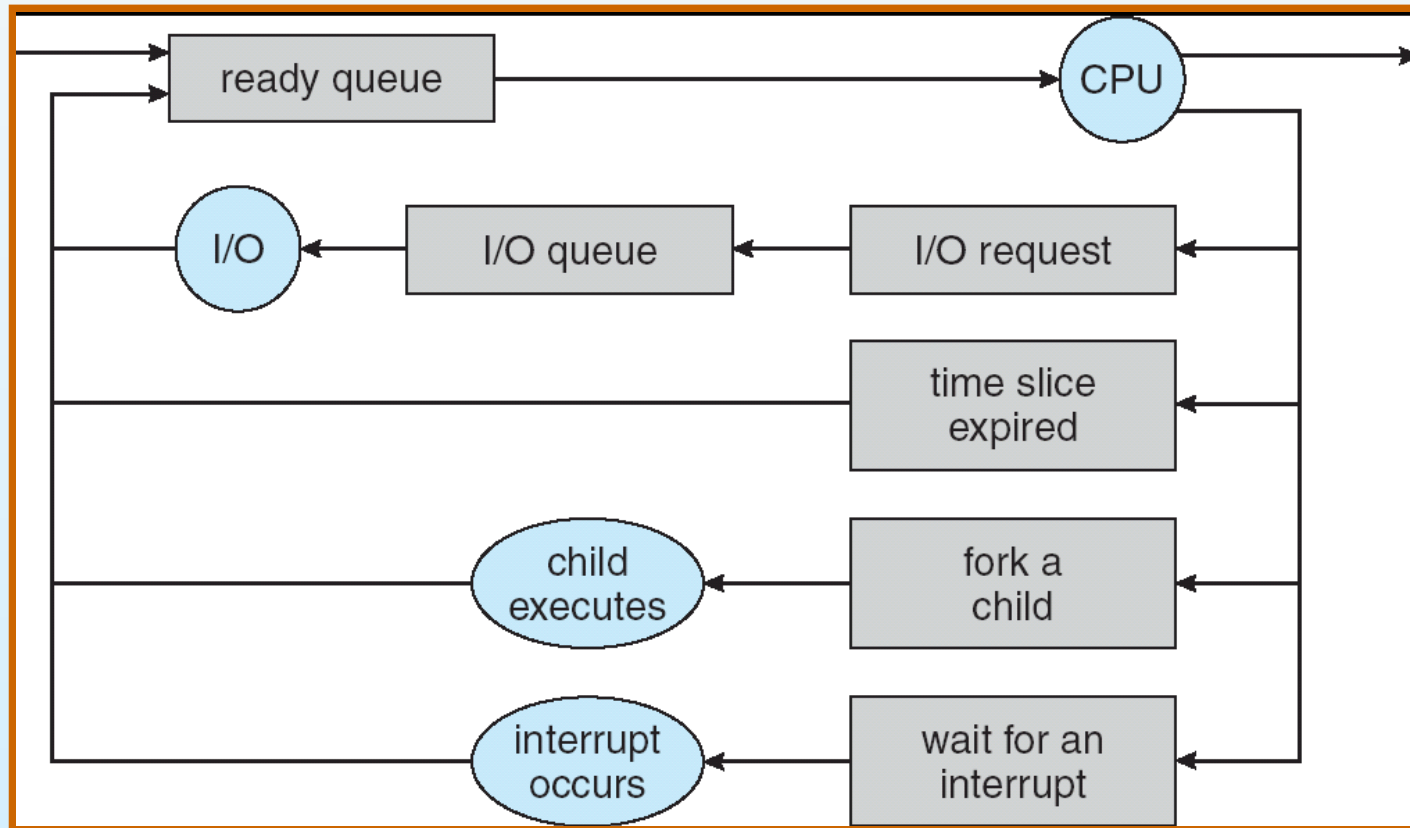 ready queue
CPU
I/O
I/O queue
I/O request
time slice
expired
child
executes
fork a
child
interrupt
occurs
wait for an
interrupt